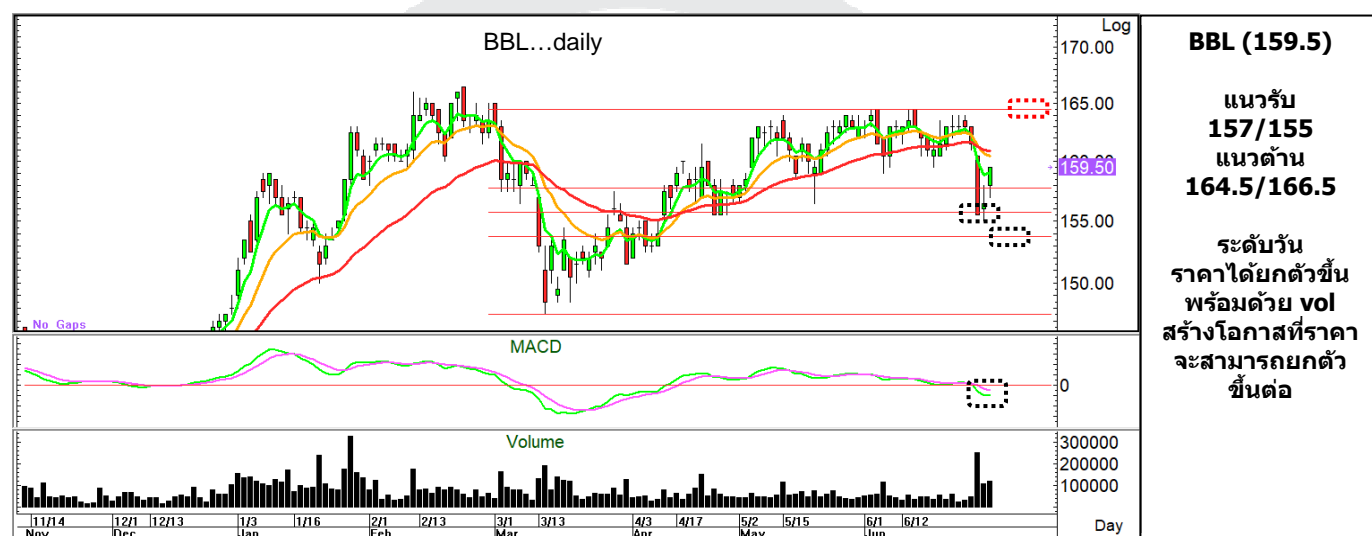 BBL...daily
Log
170.00
165.00
159.50
155.00
150.00
No Gaps
MACD
0
Volume
300000
200000
100000
11/14 12/1 12/13 1/3 1/16 2/1 2/13 3/1 3/13 4/3 4/17 5/2 5/15 6/1 6/12
Nov Dec Jan Feb Mar Apr May Jun
Day
BBL (159.5)
แนวรับ
157/155
แนวต้าน
164.5/166.5
ระดับวัน
ราคาได้ยกตัวขึ้น
พร้อมด้วย vol
สร้างโอกาสที่ราคา
จะสามารถยกตัว
ขึ้นต่อ